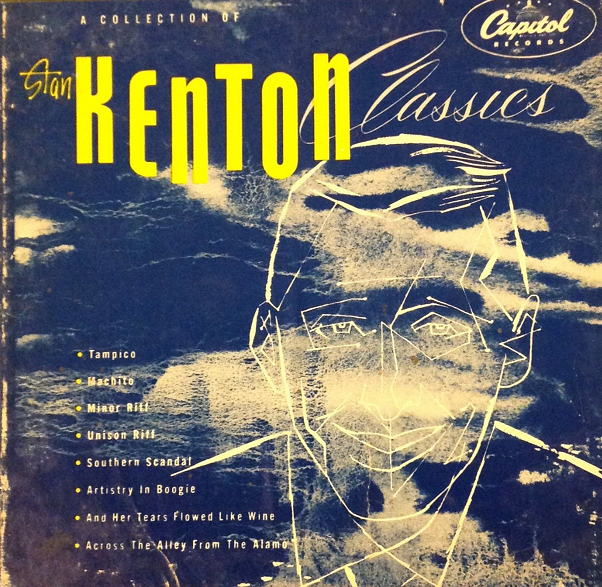 A COLLECTION OF
Stan KENTON Classics
Capitol
RECORDS
• Tampico
• Machito
• Minor Riff
• Unison Riff
• Southern Scandal
• Artistry In Boogie
• And Her Tears Flowed Like Wine
• Across The Alley From The Alamo